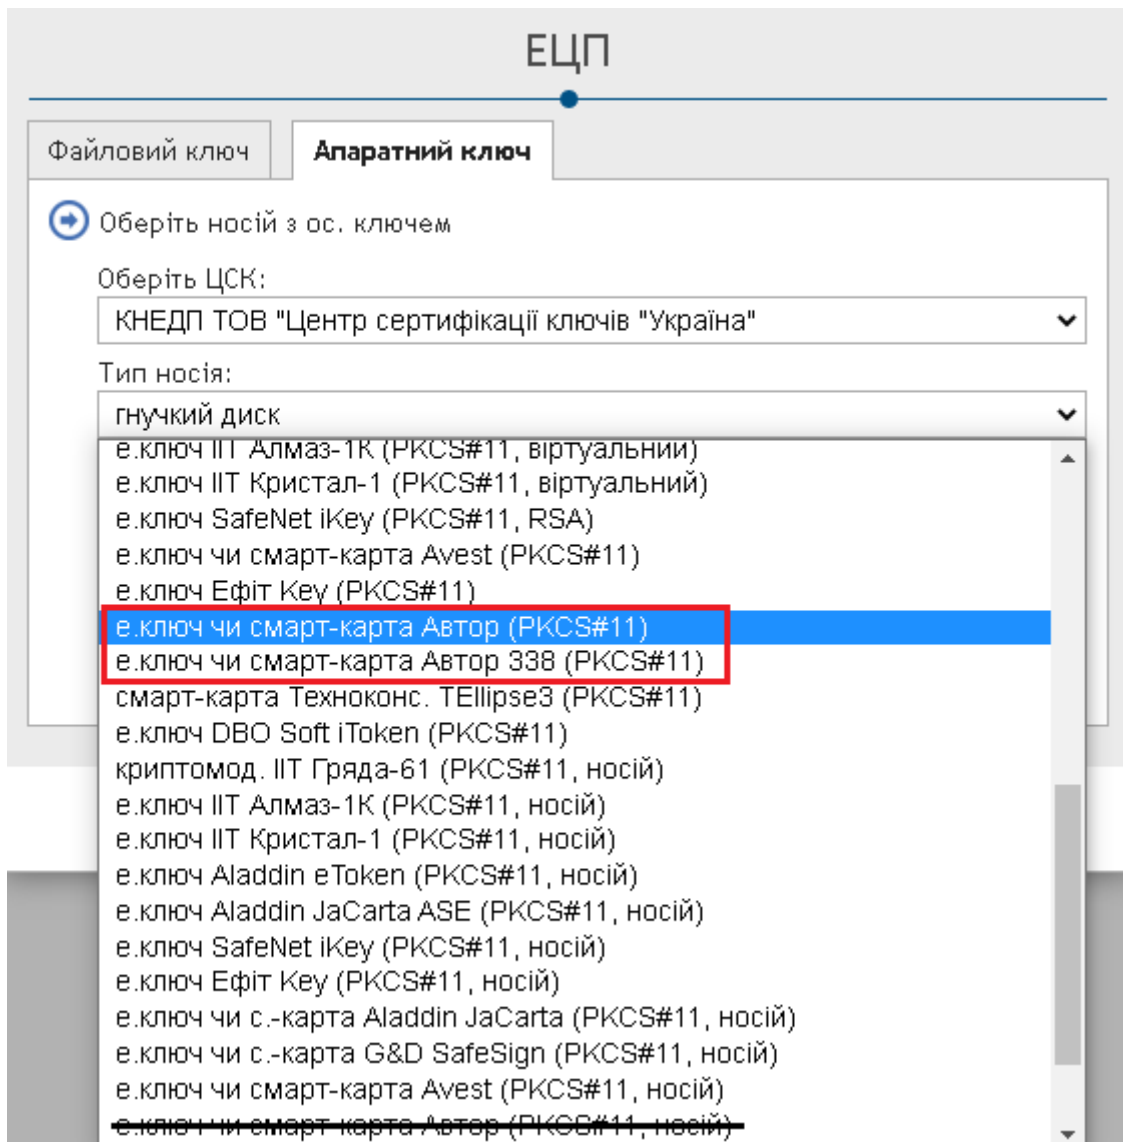 ЕЦП
Файловий ключ
Апаратний ключ
Оберіть носій з ос. ключем
Оберіть ЦСК:
КНЕДП ТОВ "Центр сертифікації ключів "Україна"
Тип носія:
гнучкий диск
е.ключ ІІТ Алмаз-1К (PKCS#11, віртуальний)
е.ключ ІІТ Кристал-1 (PKCS#11, віртуальний)
е.ключ SafeNet iKey (PKCS#11, RSA)
е.ключ чи смарт-карта Avest (PKCS#11)
е.ключ Ефіт Key (PKCS#11)
е.ключ чи смарт-карта Автор (PKCS#11)
е.ключ чи смарт-карта Автор 338 (PKCS#11)
смарт-карта Техноконс. TEllipse3 (PKCS#11)
е.ключ DBO Soft iToken (PKCS#11)
криптомод. ІІТ Гряда-61 (PKCS#11, носій)
е.ключ ІІТ Алмаз-1К (PKCS#11, носій)
е.ключ ІІТ Кристал-1 (PKCS#11, носій)
е.ключ Aladdin eToken (PKCS#11, носій)
е.ключ Aladdin JaCarta ASE (PKCS#11, носій)
е.ключ SafeNet iKey (PKCS#11, носій)
е.ключ Ефіт Key (PKCS#11, носій)
е.ключ чи с.-карта Aladdin JaCarta (PKCS#11, носій)
е.ключ чи с.-карта G&D SafeSign (PKCS#11, носій)
е.ключ чи смарт-карта Avest (PKCS#11, носій)
е.ключ чи смарт-карта Автор (PKCS#11, носій)